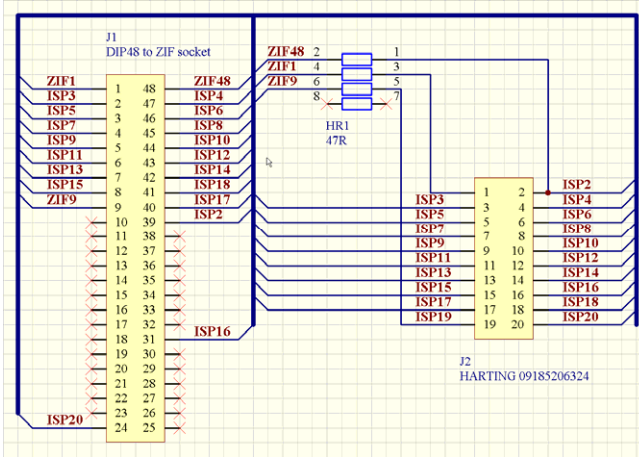 J1
DIP48 to ZIF socket
ZIF1 1 48 ZIF48
ISP3 2 47 ISP4
ISP5 3 46 ISP6
ISP7 4 45 ISP8
ISP9 5 44 ISP10
ISP11 6 43 ISP12
ISP13 7 42 ISP14
ISP15 8 41 ISP18
ZIF9 9 40 ISP17
10 39 ISP2
11 38
12 37
13 36
14 35
15 34
16 33
17 32
18 31 ISP16
19 30
20 29
21 28
22 27
23 26
ISP20 24 25
ZIF48 2 1
ZIF1 4 3
ZIF9 6 5
8 7
HR1
47R
1 2 ISP2
ISP3 3 4 ISP4
ISP5 5 6 ISP6
ISP7 7 8 ISP8
ISP9 9 10 ISP10
ISP11 11 12 ISP12
ISP13 13 14 ISP14
ISP15 15 16 ISP16
ISP17 17 18 ISP18
ISP19 19 20 ISP20
J2
HARTING 09185206324